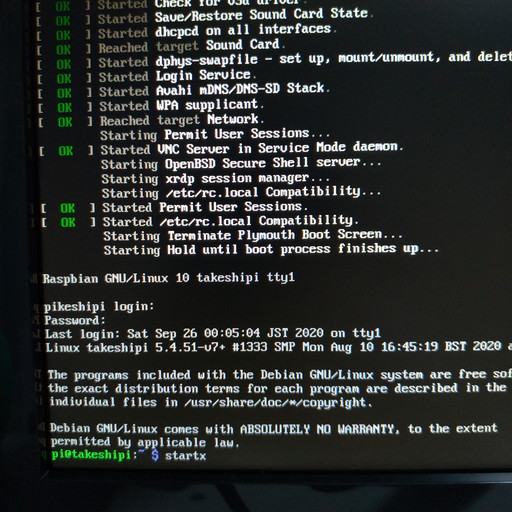 [ OK ] Started Check for v3d driver.
[ OK ] Started Save/Restore Sound Card State.
[ OK ] Started dhcpcd on all interfaces.
[ OK ] Reached target Sound Card.
[ OK ] Started dphys-swapfile - set up, mount/unmount, and delet
[ OK ] Started Login Service.
[ OK ] Started Avahi mDNS/DNS-SD Stack.
[ OK ] Started WPA supplicant.
[ OK ] Reached target Network.
Starting Permit User Sessions...
[ OK ] Started VNC Server in Service Mode daemon.
Starting OpenBSD Secure Shell server...
Starting xrdp session manager...
Starting /etc/rc.local Compatibility...
[ OK ] Started Permit User Sessions.
[ OK ] Started /etc/rc.local Compatibility.
Starting Terminate Plymouth Boot Screen...
Starting Hold until boot process finishes up...
Raspbian GNU/Linux 10 takeshipi tty1
pikeshipi login:
Password:
Last login: Sat Sep 26 00:05:04 JST 2020 on tty1
Linux takeshipi 5.4.51-v7+ #1333 SMP Mon Aug 10 16:45:19 BST 2020 a
The programs included with the Debian GNU/Linux system are free sof
the exact distribution terms for each program are described in the
individual files in /usr/share/doc/*/copyright.
Debian GNU/Linux comes with ABSOLUTELY NO WARRANTY, to the extent
permitted by applicable law.
pi@takeshipi:~ $ startx